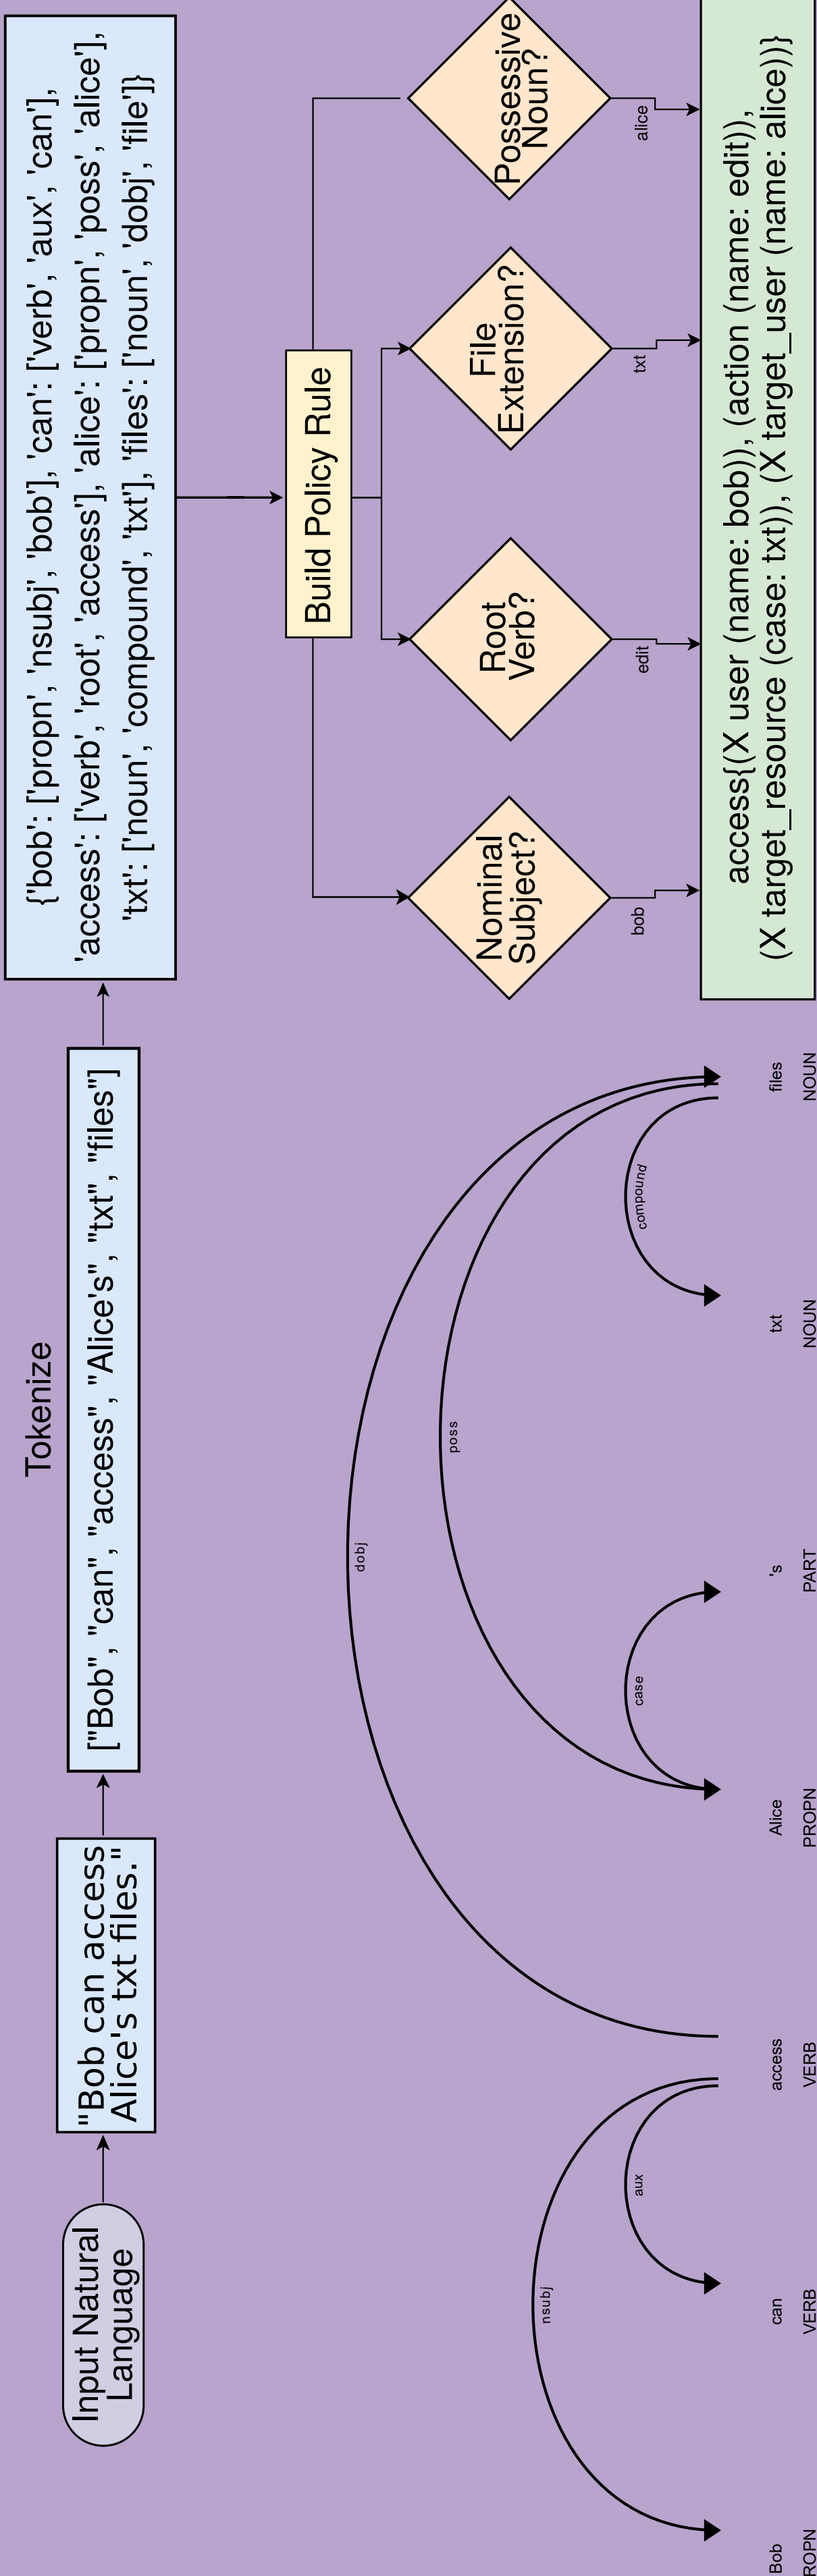 Input Natural
Language
"Bob can access
Alice's txt files."
Tokenize
["Bob", "can", "access", "Alice's", "txt", "files"]
{'bob': ['propn', 'nsubj', 'bob'], 'can': ['verb', 'aux', 'can'],
'access': ['verb', 'root', 'access'], 'alice': ['propn', 'poss', 'alice'],
'txt': ['noun', 'compound', 'txt'], 'files': ['noun', 'dobj', 'file']}
Build Policy Rule
Nominal
Subject?
Root
Verb?
File
Extension?
Possessive
Noun?
bob
edit
txt
alice
access{(X user (name: bob)), (action (name: edit)),
(X target_resource (case: txt)), (X target_user (name: alice))}
dobj
poss
nsubj
aux
case
compound
Bob can access Alice 's txt files
ROPN VERB VERB PROPN PART NOUN NOUN